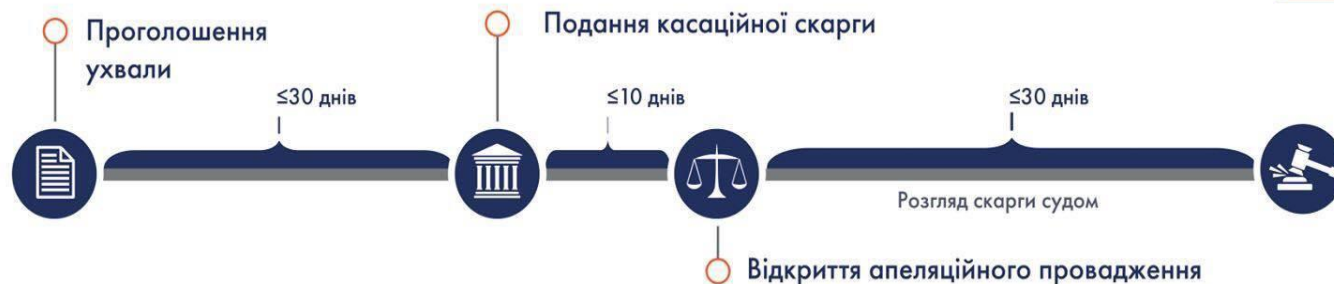 Проголошення
ухвали
Подання касаційної скарги
≤30 днів
≤10 днів
≤30 днів
Розгляд скарги судом
Відкриття апеляційного провадження